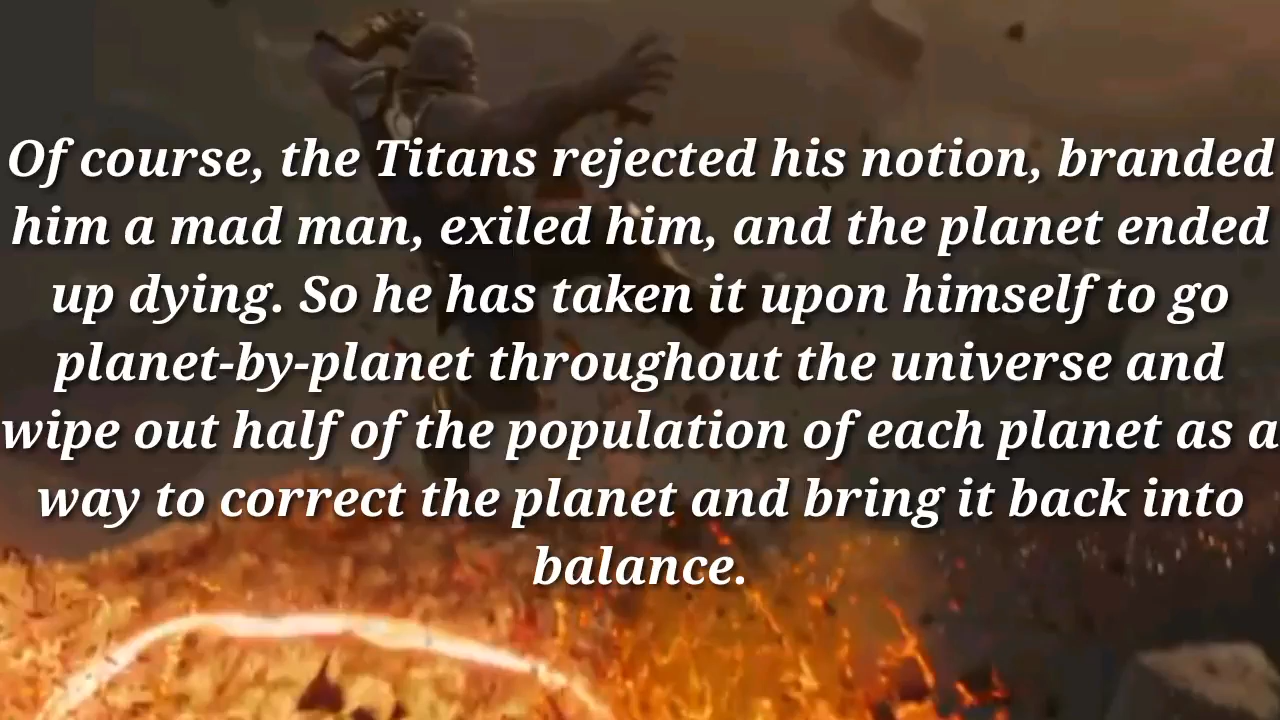 Of course, the Titans rejected his notion, branded
him a mad man, exiled him, and the planet ended
up dying. So he has taken it upon himself to go
planet-by-planet throughout the universe and
wipe out half of the population of each planet as a
way to correct the planet and bring it back into
balance.